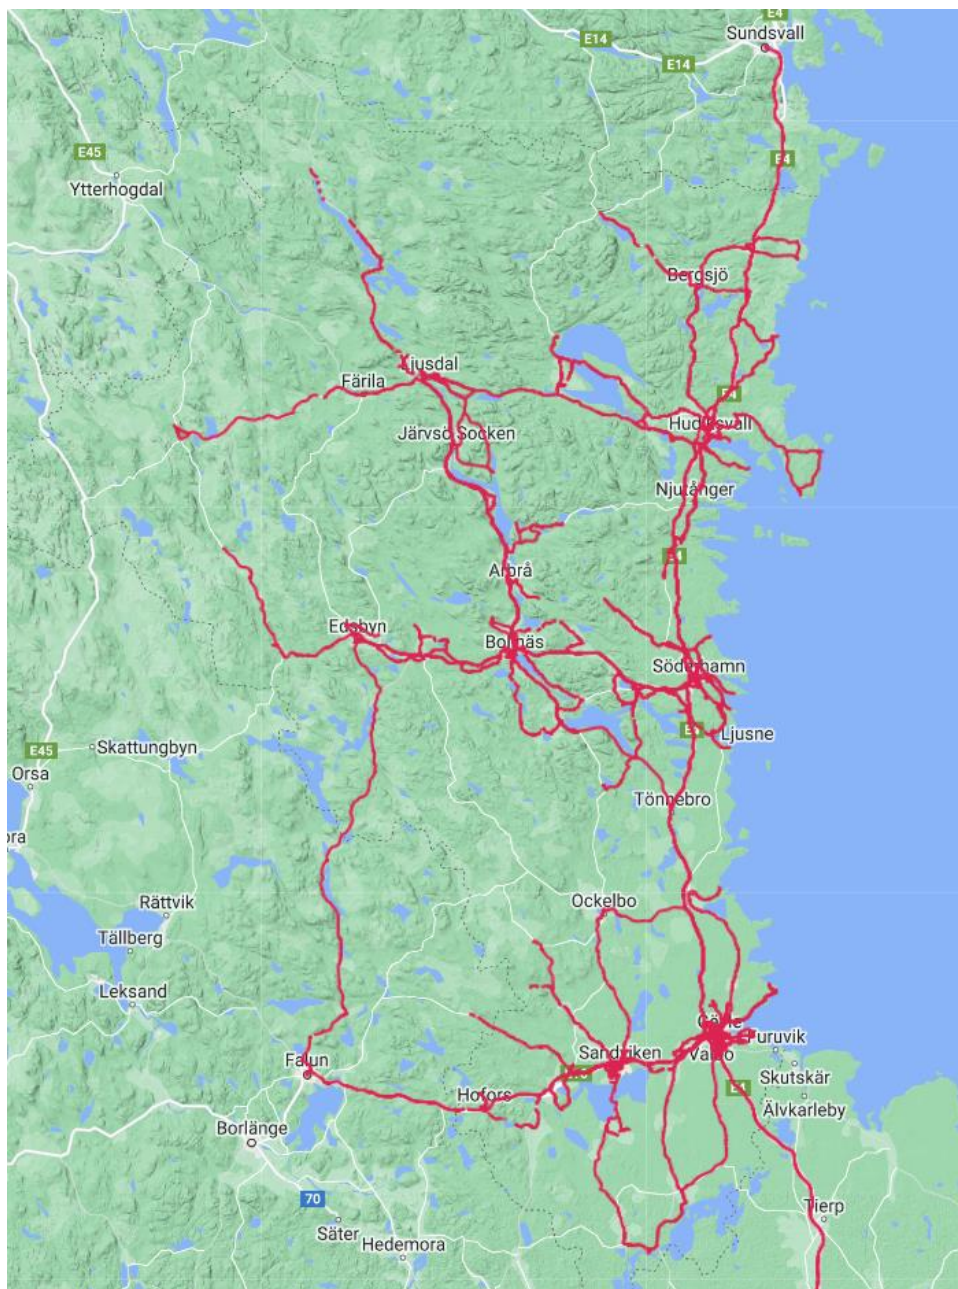 E4
Sundsvall
E14
E14
E45
E4
Ytterhogdal
Bergsjö
Ljusdal
Färila
E4
Hudiksvall
Järvsö Socken
Njutånger
E4
Arbrå
Edsbyn
Bollnäs
Söderhamn
E4
Ljusne
Skattungbyn
E45
Orsa
Tönnebro
ora
Rättvik
Ockelbo
Tällberg
Leksand
Gävle
Furuvik
Sandviken
Valbo
Falun
Skutskär
Hofors
E4
Älvkarleby
Borlänge
70
Säter
Tierp
Hedemora